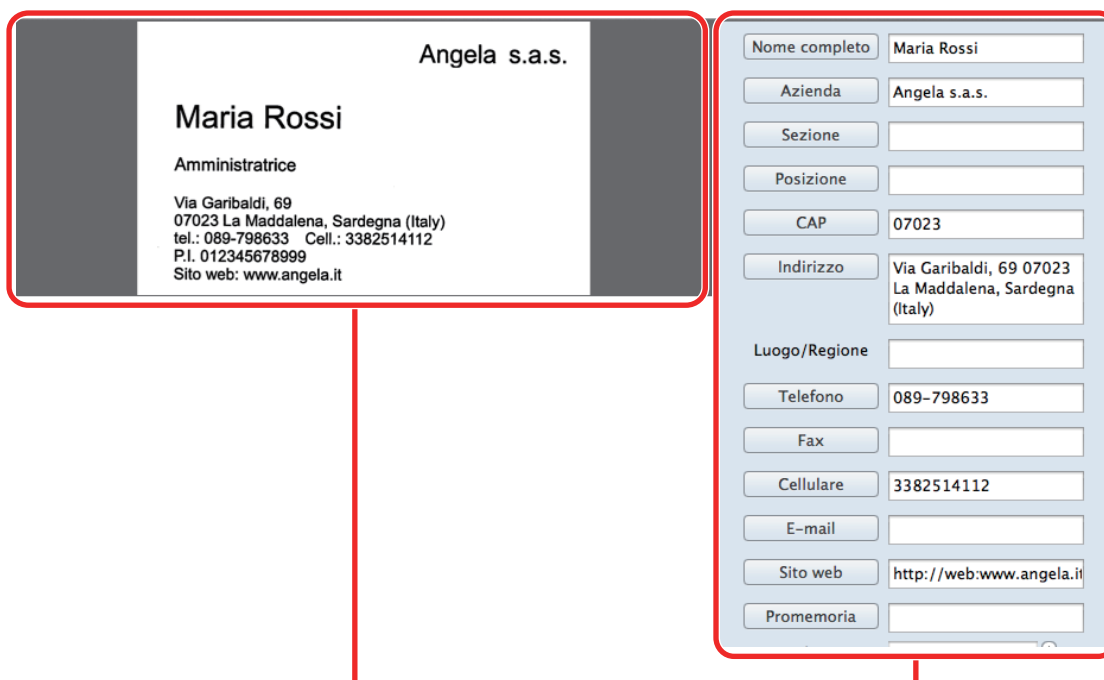 Angela s.a.s.
Maria Rossi
Amministratrice
Via Garibaldi, 69
07023 La Maddalena, Sardegna (Italy)
tel.: 089-798633 Cell.: 3382514112
P.I. 012345678999
Sito web: www.angela.it
Nome completo Maria Rossi
Azienda Angela s.a.s.
Sezione
Posizione
CAP 07023
Indirizzo Via Garibaldi, 69 07023
La Maddalena, Sardegna
(Italy)
Luogo/Regione
Telefono 089-798633
Fax
Cellulare 3382514112
E-mail
Sito web http://web:www.angela.it
Promemoria